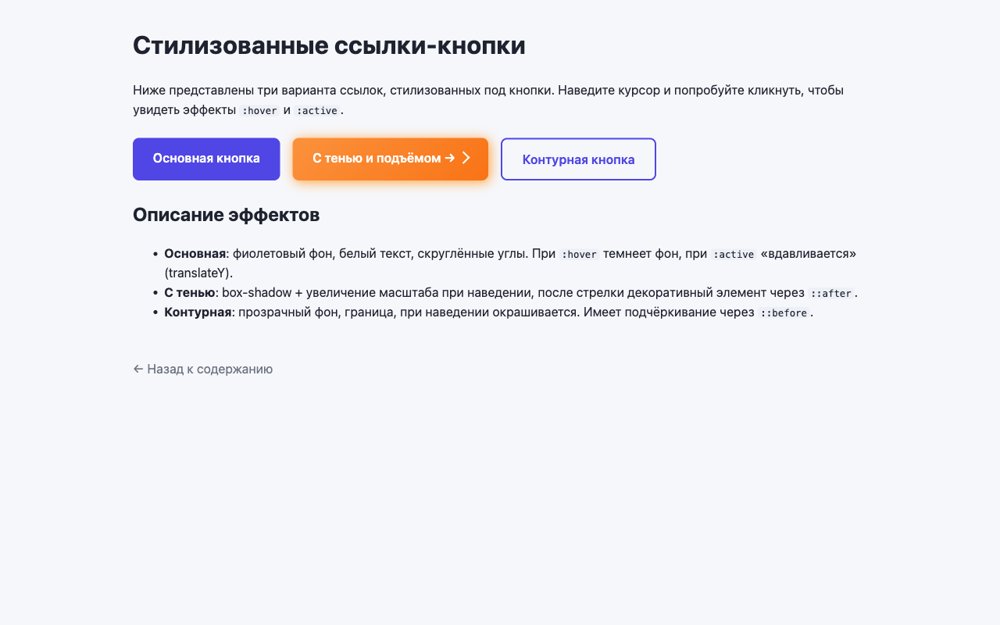 Стилизованные ссылки-кнопки
Ниже представлены три варианта ссылок, стилизованных под кнопки. Наведите курсор и попробуйте кликнуть, чтобы
увидеть эффекты :hover и :active.
Основная кнопка
С тенью и подъёмом →
Контурная кнопка
Описание эффектов
• Основная: фиолетовый фон, белый текст, скруглённые углы. При :hover темнеет фон, при :active «вдавливается»
(translateY).
• С тенью: box-shadow + увеличение масштаба при наведении, после стрелки декоративный элемент через ::after.
• Контурная: прозрачный фон, граница, при наведении окрашивается. Имеет подчёркивание через ::before.
← Назад к содержанию